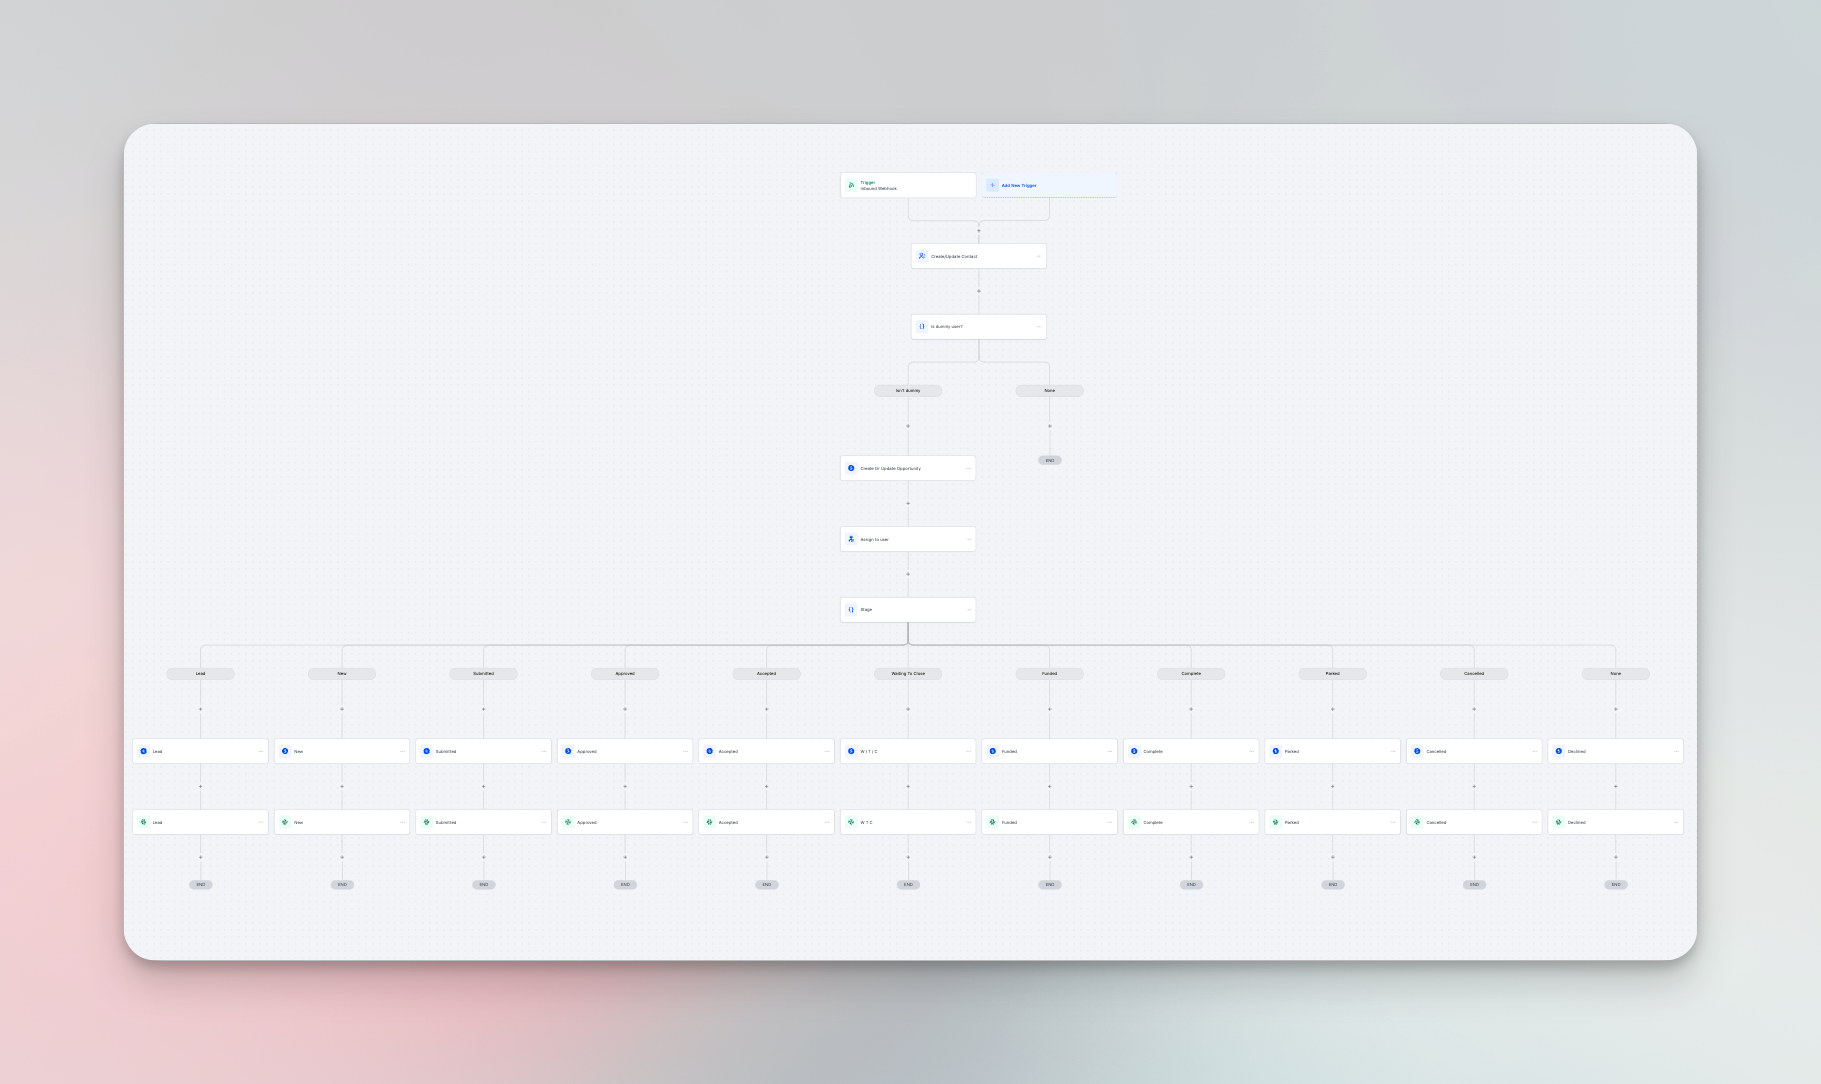 Trigger
Inbound Webhook
Add New Trigger
Create/Update Contact
Is dummy user?
Isn't dummy
None
END
Create Or Update Opportunity
Assign to user
Stage
Lead
New
Submitted
Approved
Accepted
Waiting To Close
Funded
Complete
Parked
Cancelled
None
Lead
New
Submitted
Approved
Accepted
W | T | C
Funded
Complete
Parked
Cancelled
Declined
Lead
New
Submitted
Approved
Accepted
W T C
Funded
Complete
Parked
Cancelled
Declined
END
END
END
END
END
END
END
END
END
END
END